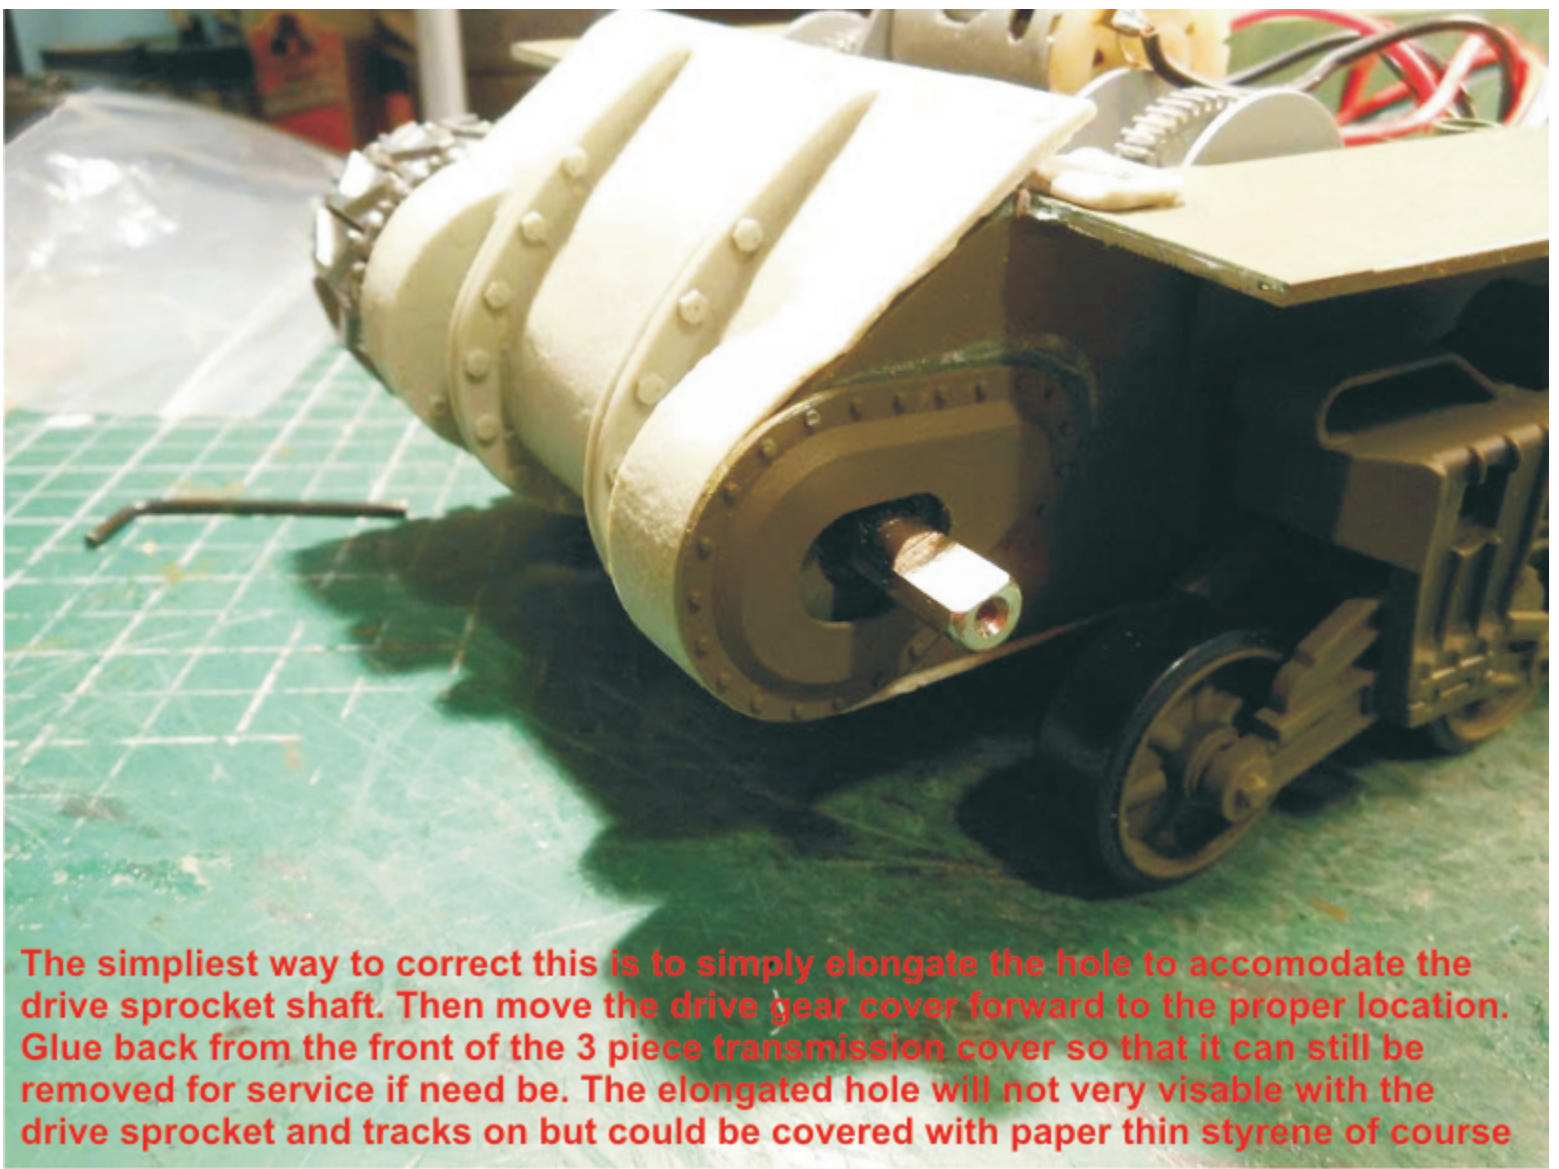 The simpliest way to correct this is to simply elongate the hole to accomodate the
drive sprocket shaft. Then move the drive gear cover forward to the proper location.
Glue back from the front of the 3 piece transmission cover so that it can still be
removed for service if need be. The elongated hole will not very visable with the
drive sprocket and tracks on but could be covered with paper thin styrene of course